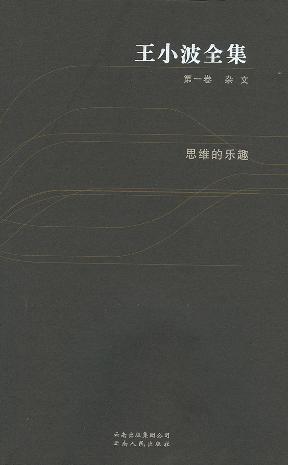 王小波全集
第一卷 杂文
思维的乐趣
云南出版集团公司
云南人民出版社